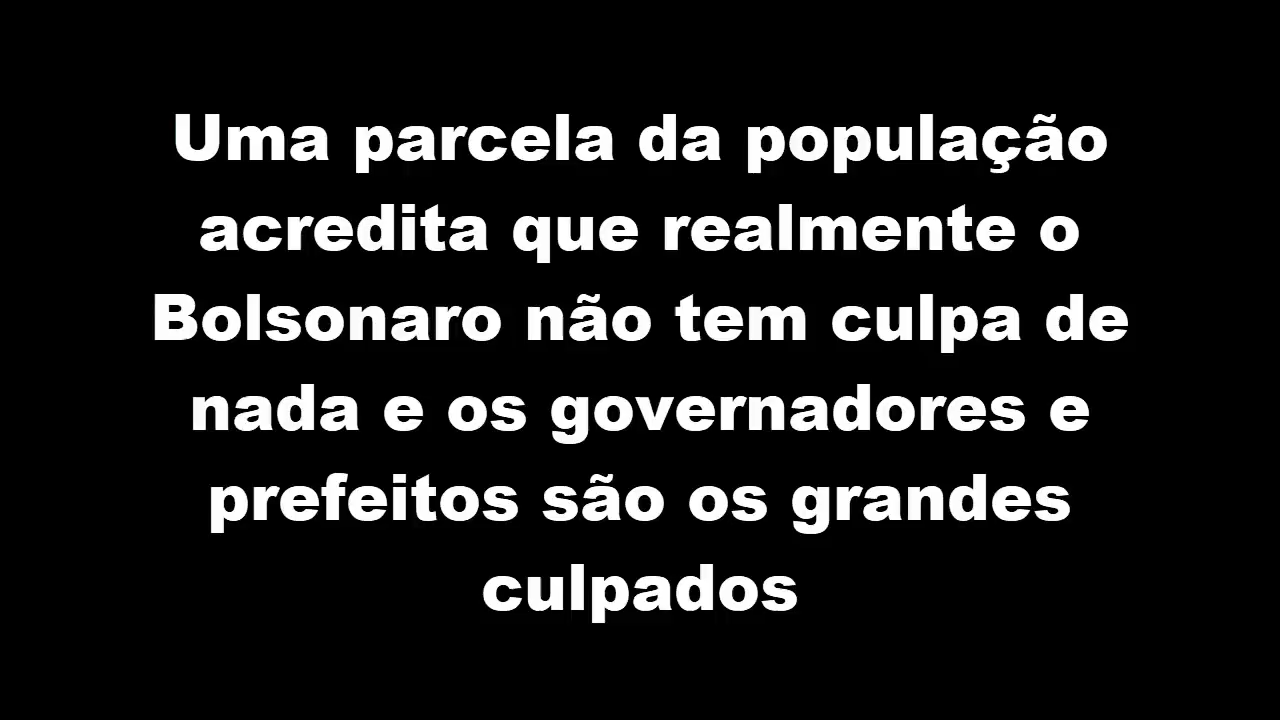 Uma parcela da população
acredita que realmente o
Bolsonaro não tem culpa de
nada e os governadores e
prefeitos são os grandes
culpados